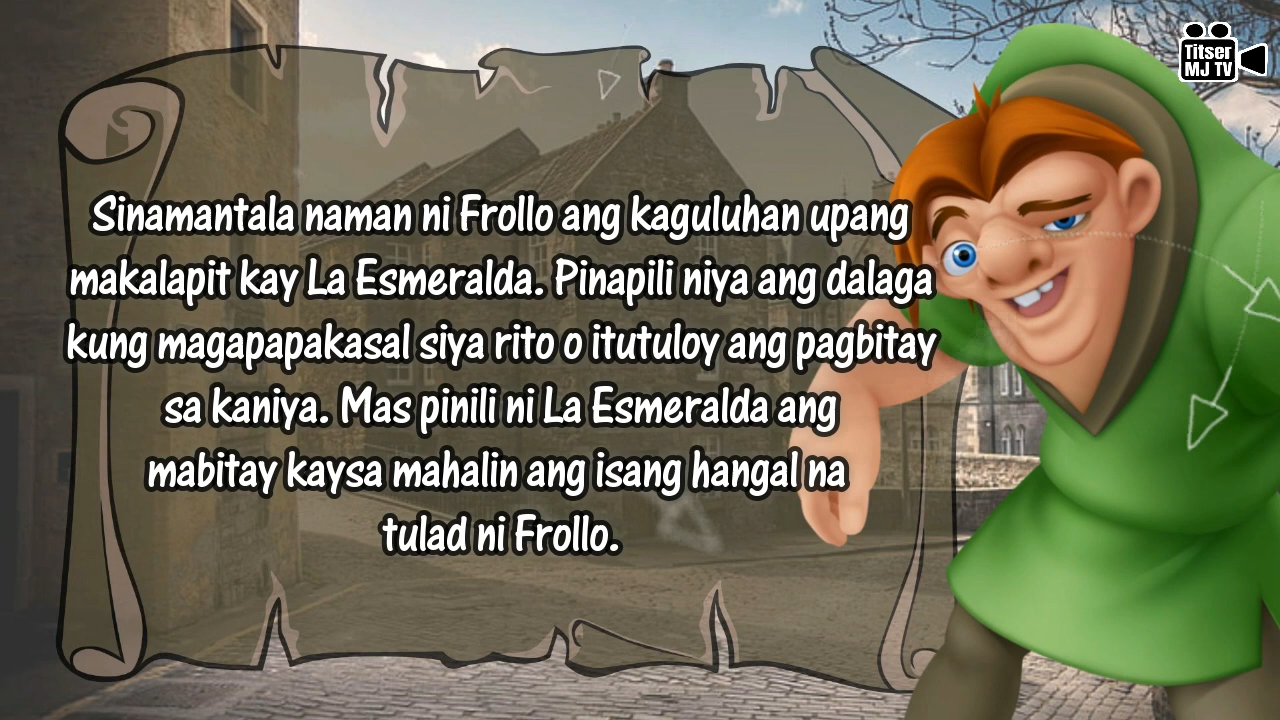 Titser
MJ TV
Sinamantala naman ni Frollo ang kaguluhan upang
makalapit kay La Esmeralda. Pinapili niya ang dalaga
kung magapapakasal siya rito o itutuloy ang pagbitay
sa kaniya. Mas pinili ni La Esmeralda ang
mabitay kaysa mahalin ang isang hangal na
tulad ni Frollo.